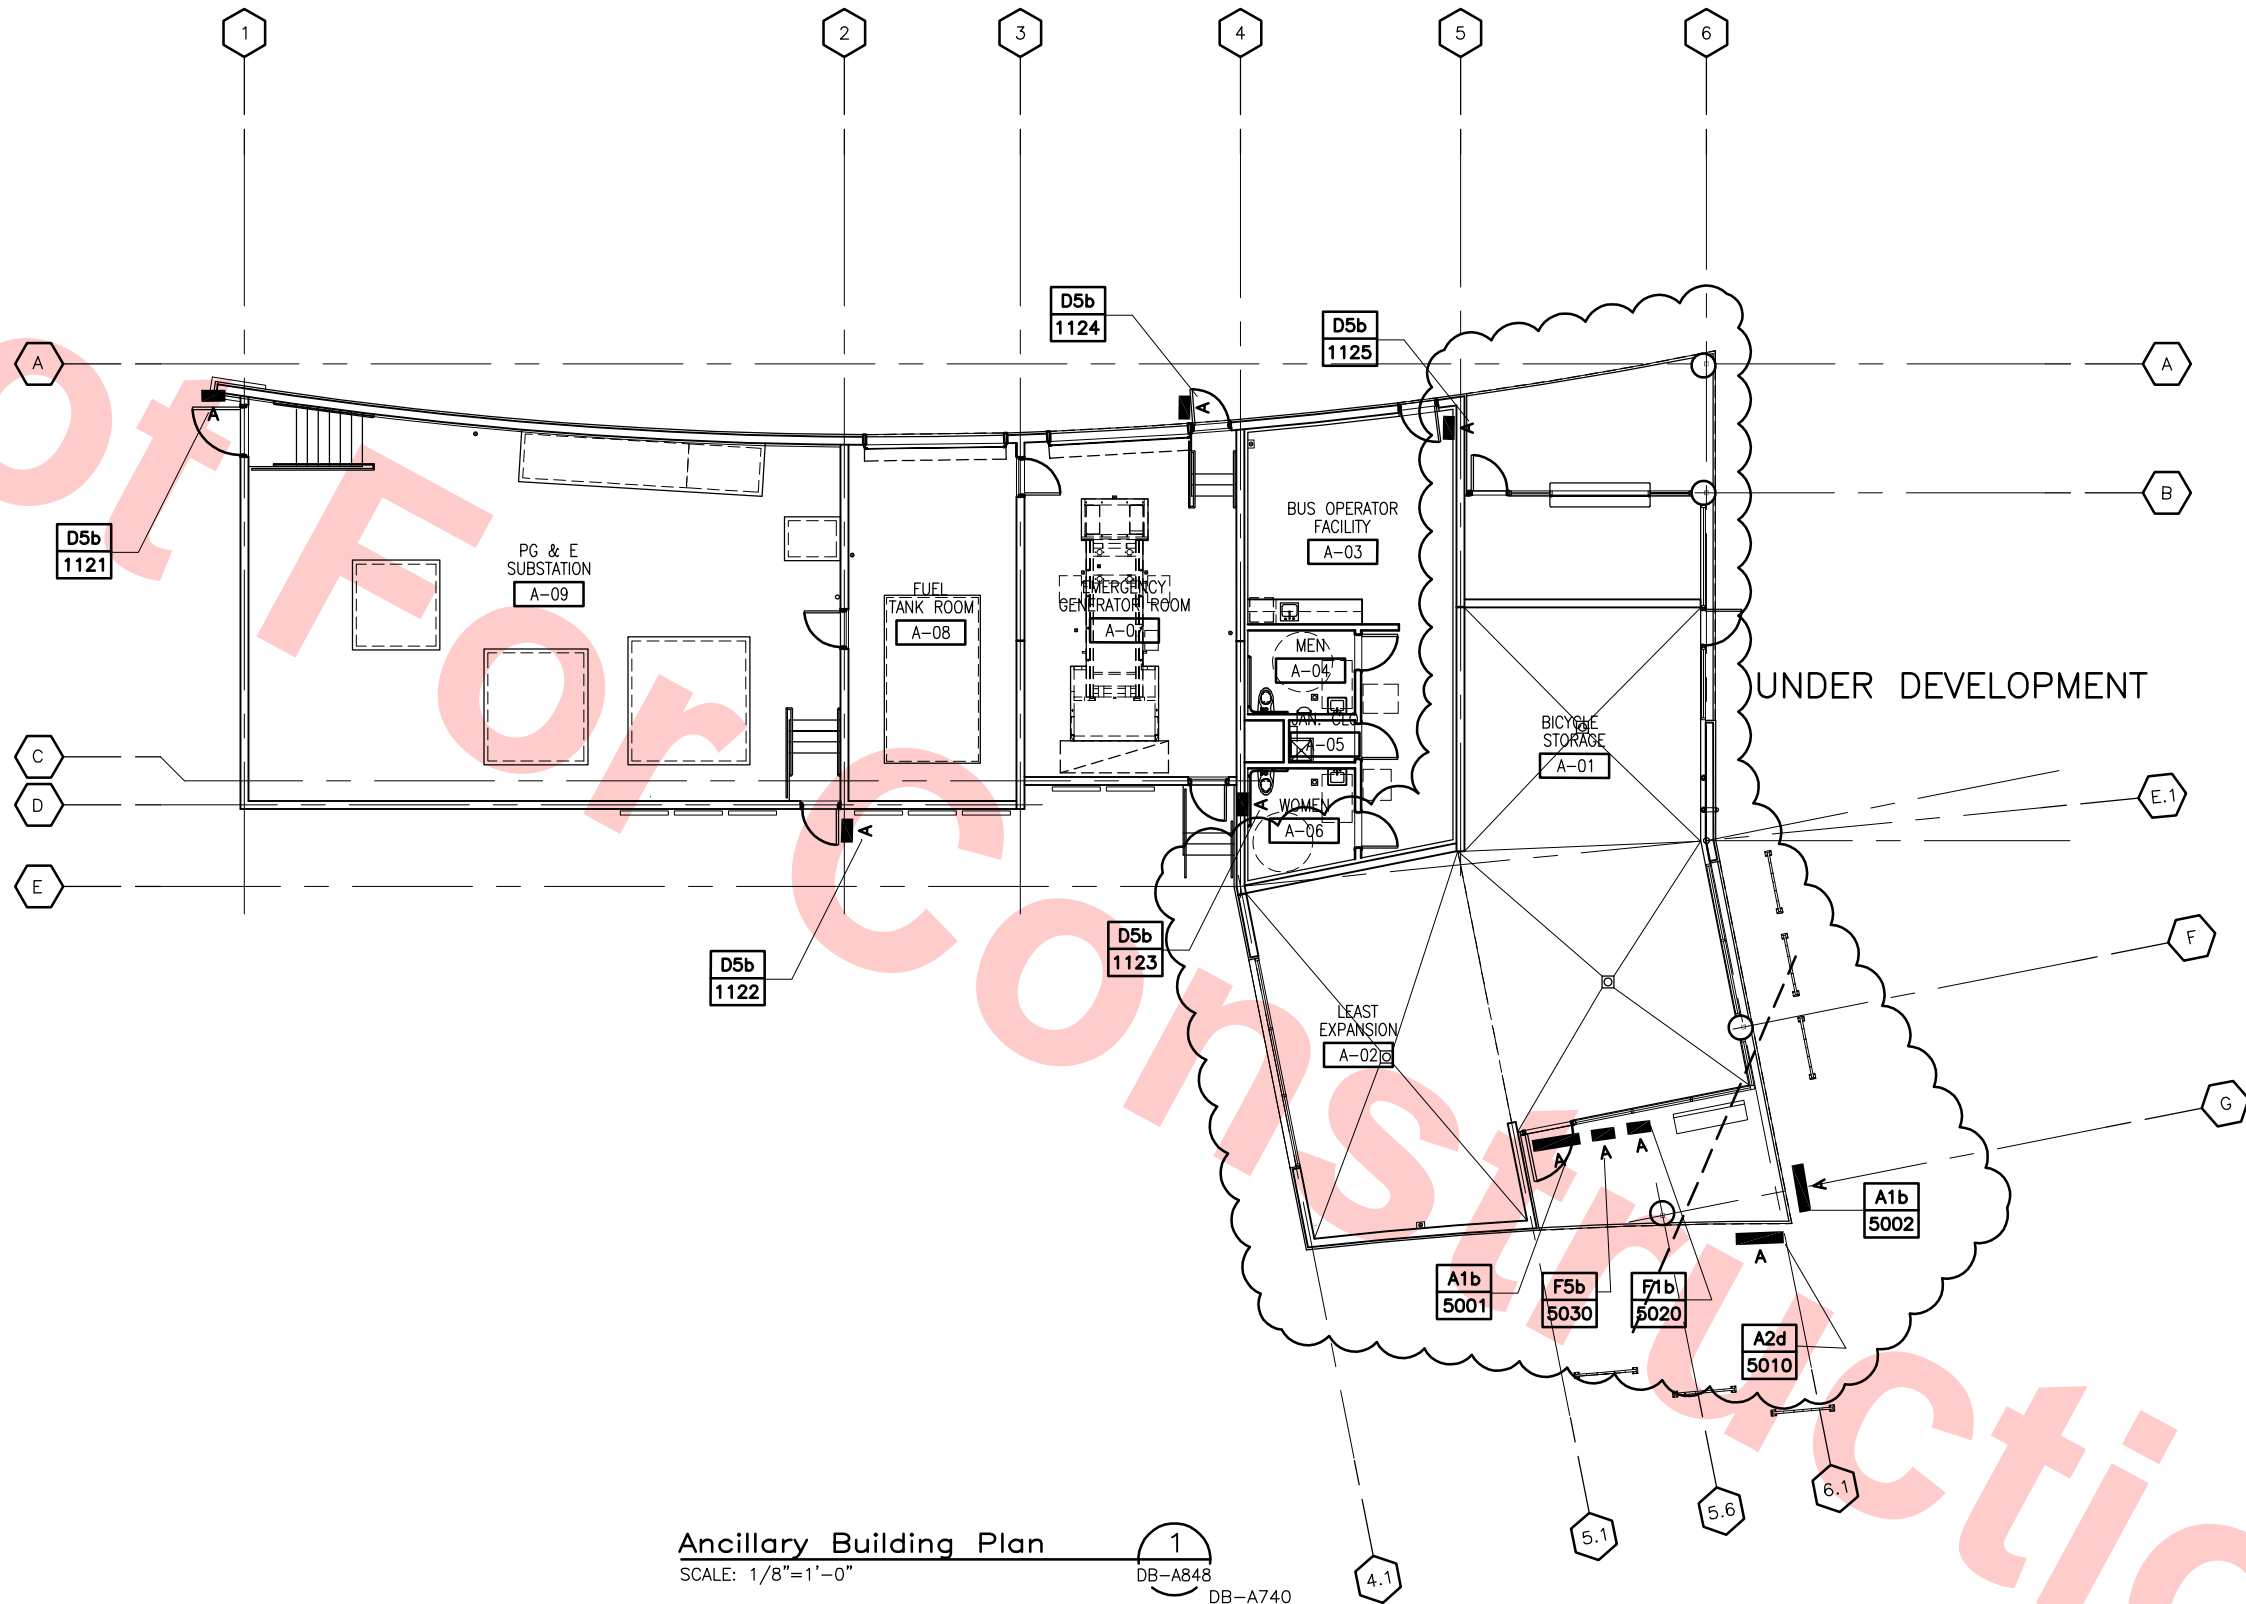 1
2
3
4
5
6
A
A
B
C
D
E
E.1
F
G
4.1
5.1
5.6
6.1
D5b
1124
D5b
1125
D5b
1121
D5b
1122
D5b
1123
PG & E
SUBSTATION
A-09
FUEL
TANK ROOM
A-08
EMERGENCY
GENERATOR ROOM
A-0
BUS OPERATOR
FACILITY
A-03
MEN
A-04
JAN. CLO
A-05
WOMEN
A-06
BICYCLE
STORAGE
A-01
LEAST
EXPANSION
A-02
UNDER DEVELOPMENT
A
A
A
A
A
A
A
A
A
A
A1b
5002
A1b
5001
F5b
5030
F1b
5020
A2d
5010
ot For Constructio
Ancillary Building Plan
SCALE: 1/8"=1'-0"
1
DB-A848
DB-A740